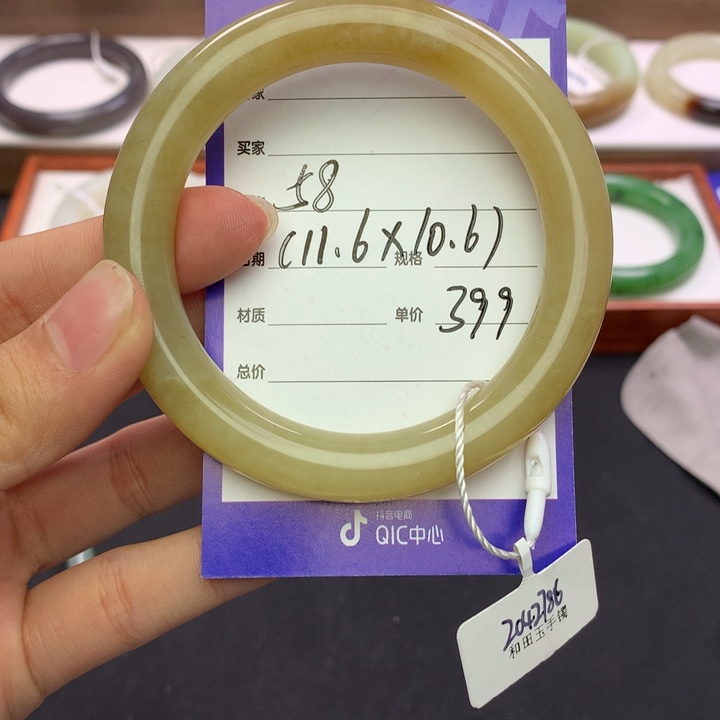 家
买家
58
期 (11.6×10.6) 规格
材质 单价 399
总价
抖音电商
QIC中心
2042786
和田玉手镯